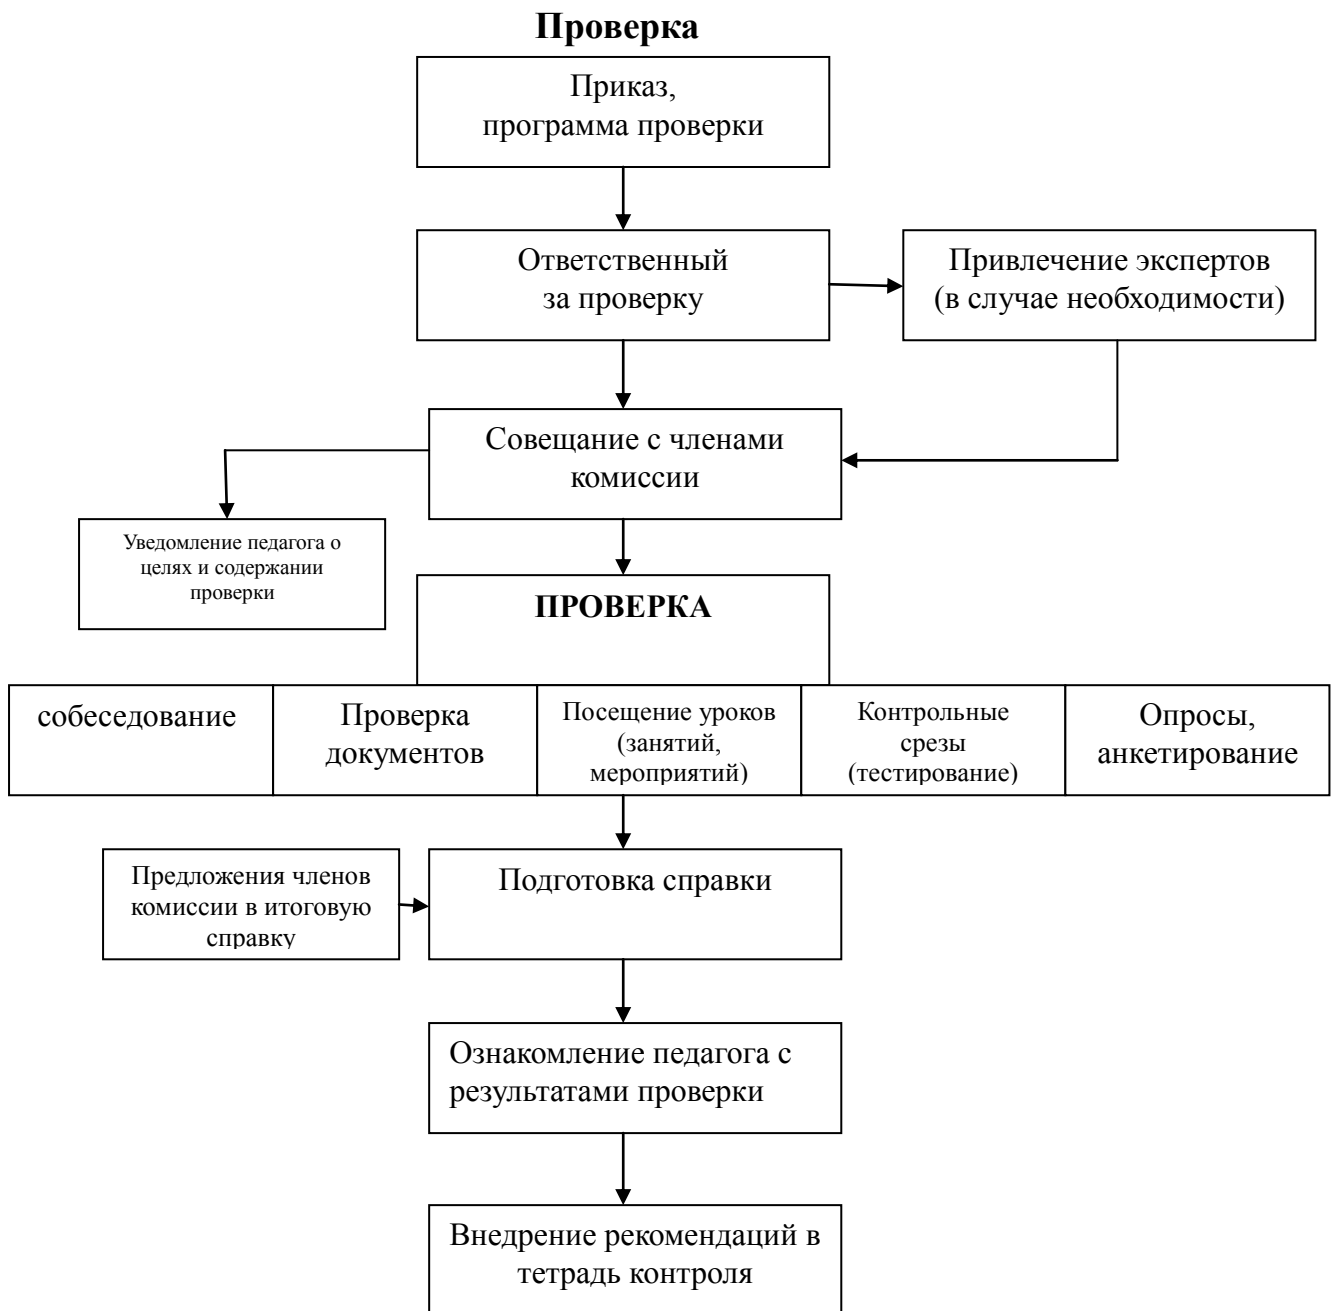 Проверка
Приказ,
программа проверки
Ответственный
за проверку
Привлечение экспертов
(в случае необходимости)
Совещание с членами
комиссии
Уведомление педагога о
целях и содержании
проверки
ПРОВЕРКА
собеседование
Проверка
документов
Посещение уроков
(занятий,
мероприятий)
Контрольные
срезы
(тестирование)
Опросы,
анкетирование
Предложения членов
комиссии в итоговую
справку
Подготовка справки
Ознакомление педагога с
результатами проверки
Внедрение рекомендаций в
тетрадь контроля